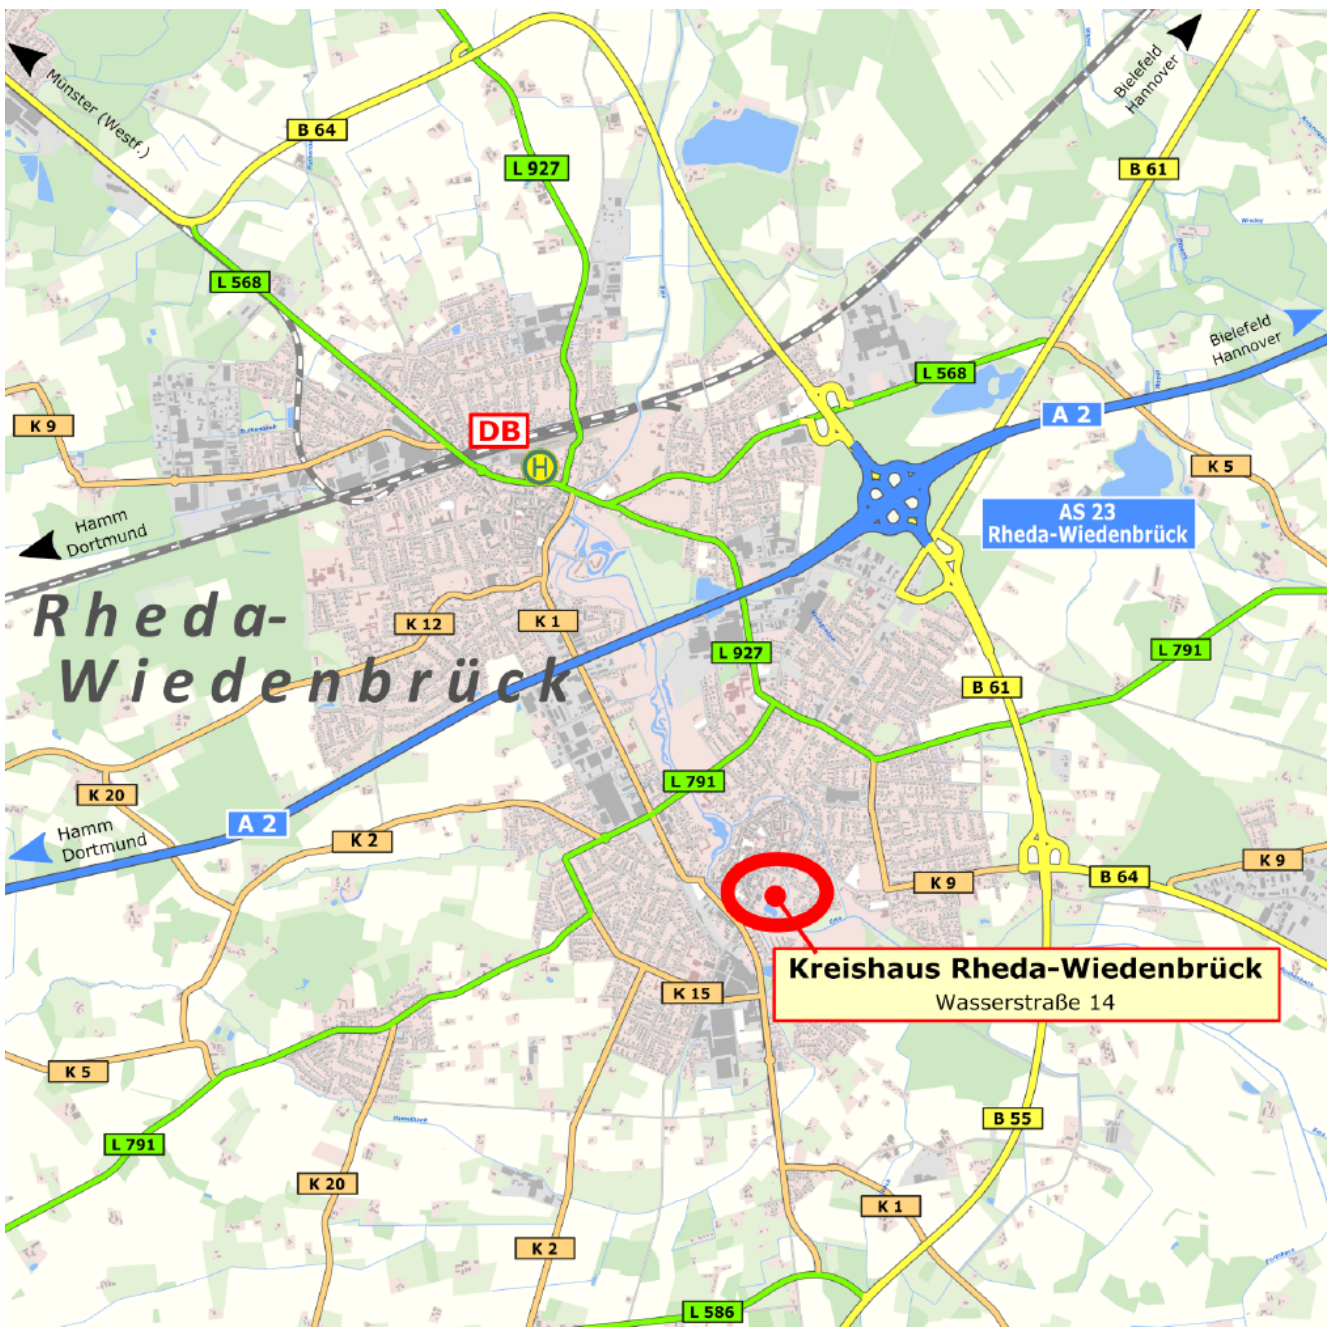 Münster (Westf.)
Bielefeld
Hannover
B 64
L 927
B 61
L 568
Bielefeld
Hannover
L 568
A 2
K 9
DB
H
K 5
AS 23
Rheda-Wiedenbrück
Hamm
Dortmund
Rheda-
Wiedenbrück
K 12
K 1
L 927
L 791
B 61
K 20
L 791
A 2
Hamm
Dortmund
K 2
K 9
B 64
K 9
Kreishaus Rheda-Wiedenbrück
Wasserstraße 14
K 15
K 5
B 55
L 791
K 20
K 1
K 2
L 586